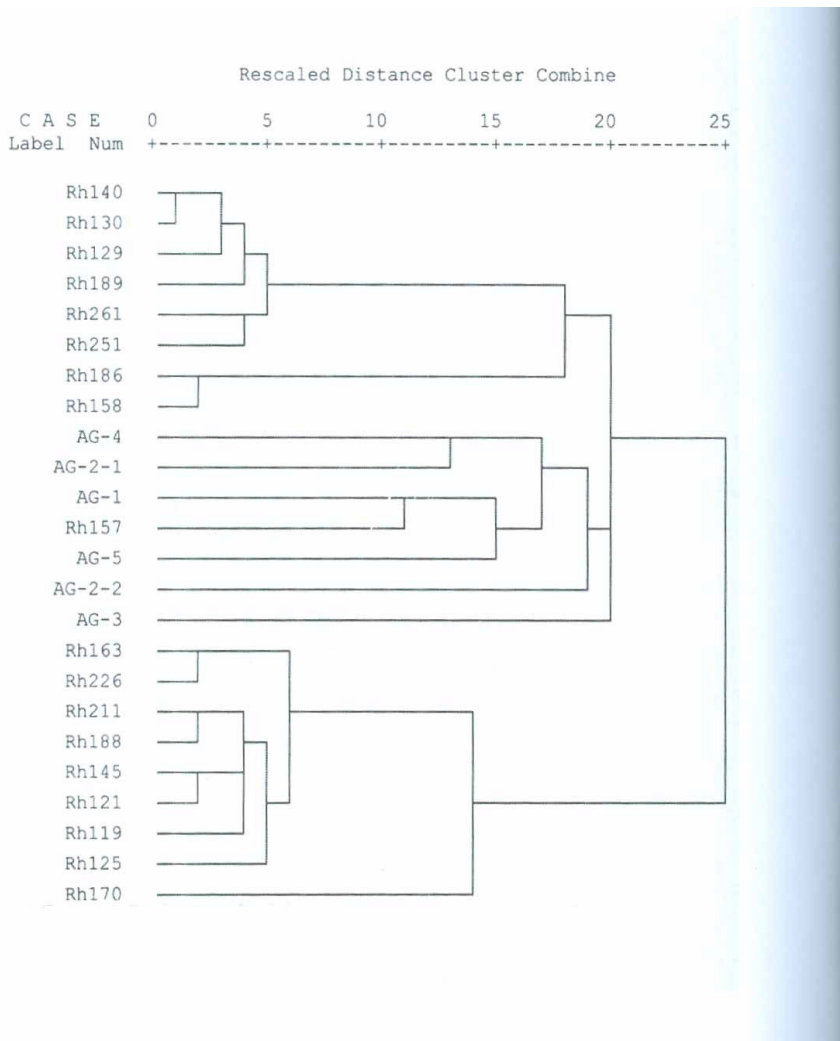 Rescaled Distance Cluster Combine
C A S E 0 5 10 15 20 25
Label Num +---------+---------+---------+---------+---------+
Rh140
Rh130
Rh129
Rh189
Rh261
Rh251
Rh186
Rh158
AG-4
AG-2-1
AG-1
Rh157
AG-5
AG-2-2
AG-3
Rh163
Rh226
Rh211
Rh188
Rh145
Rh121
Rh119
Rh125
Rh170